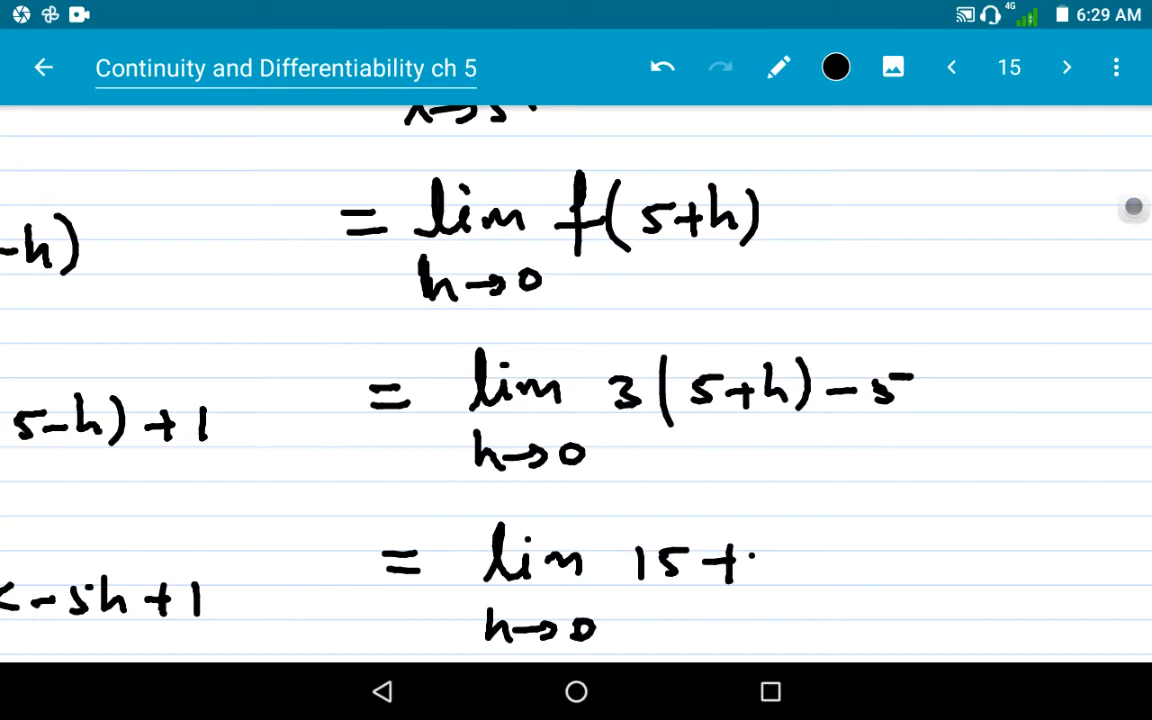 4G 6:29 AM
Continuity and Differentiability ch 5 15
= lim f(5+h)
h→0
-h)
= lim 3(5+h)-5
h→0
5-h)+1
= lim 15+
h→0
-5h+1